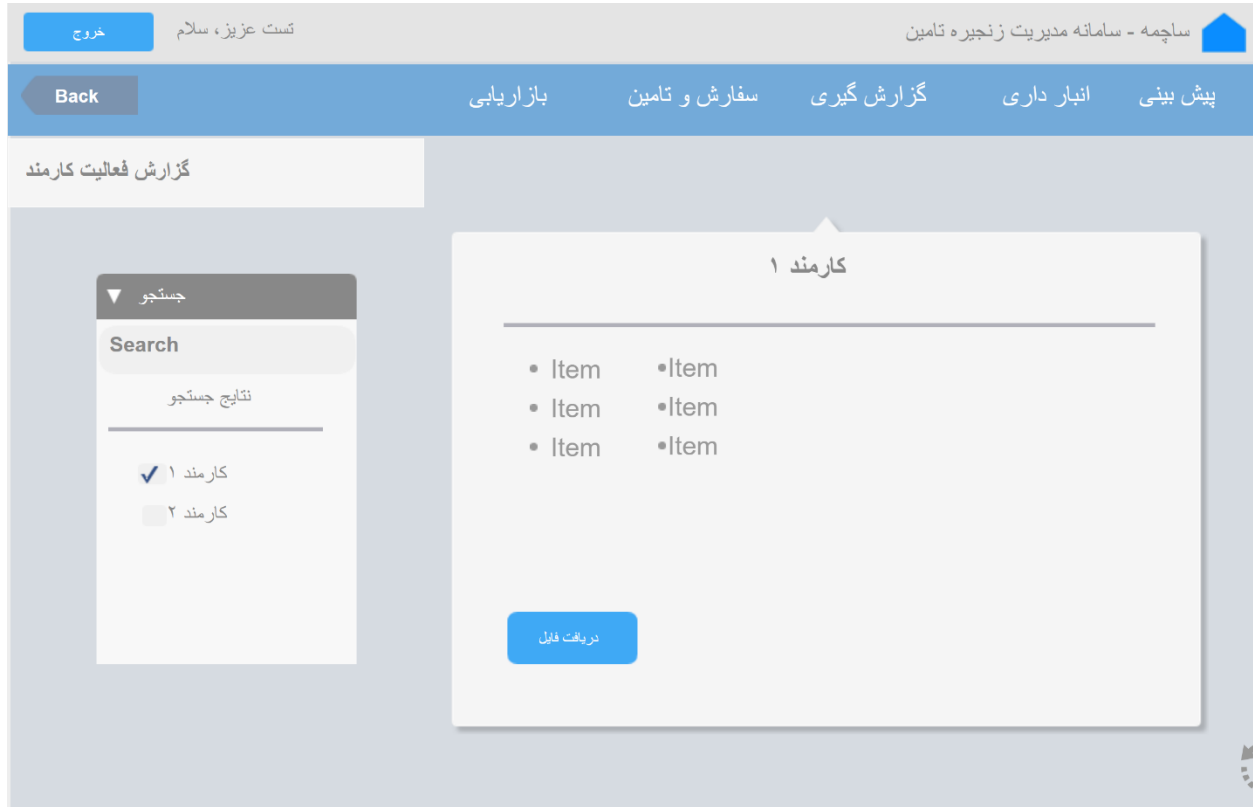 ساچمه - سامانه مدیریت زنجیره تامین
تست عزیز، سلام
خروج
پیش بینی
انبار داری
گزارش گیری
سفارش و تامین
بازاریابی
Back
گزارش فعالیت کارمند
جستجو
Search
نتایج جستجو
کارمند ۱
کارمند ۲
کارمند ۱
• Item •Item
• Item •Item
• Item •Item
دریافت فایل